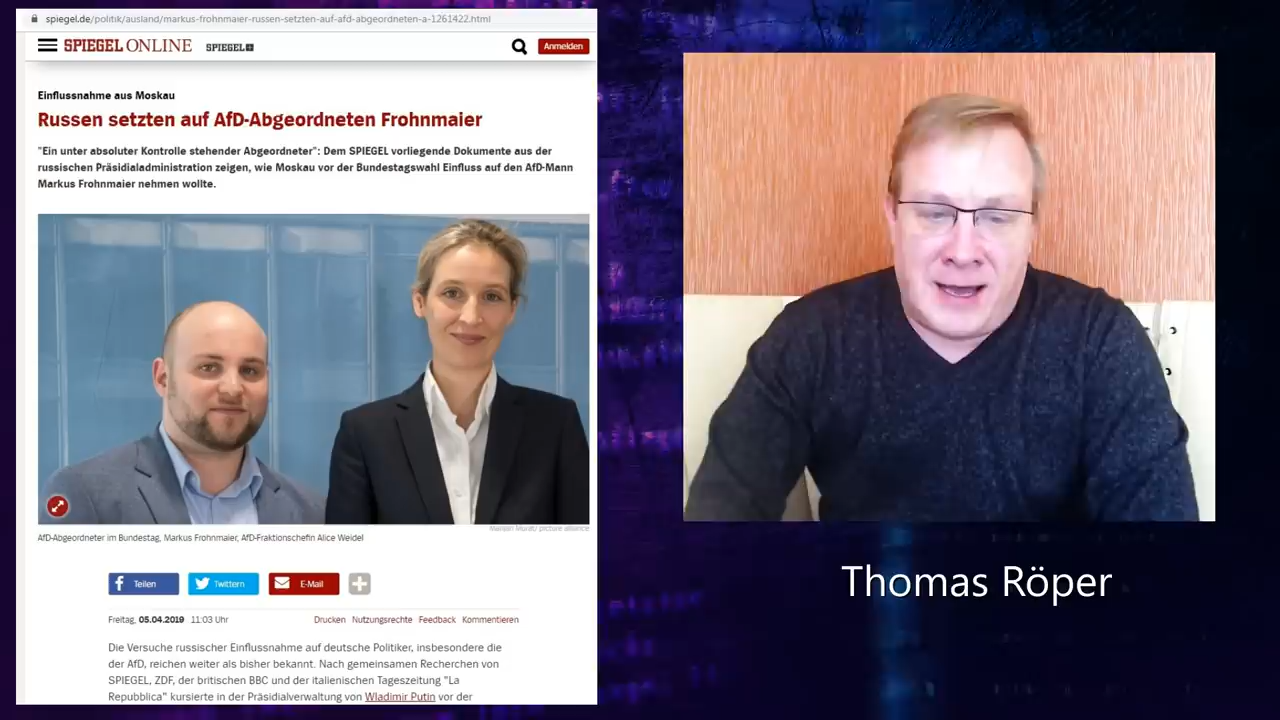 spiegel.de/politik/ausland/markus-frohnmaier-russen-setzten-auf-afd-abgeordneten-a-1261422.html
SPIEGEL ONLINE SPIEGEL+ Anmelden
Einflussnahme aus Moskau
Russen setzten auf AfD-Abgeordneten Frohnmaier
"Ein unter absoluter Kontrolle stehender Abgeordneter": Dem SPIEGEL vorliegende Dokumente aus der
russischen Präsidialadministration zeigen, wie Moskau vor der Bundestagswahl Einfluss auf den AfD-Mann
Markus Frohnmaier nehmen wollte.
Marijan Murat/ picture alliance
AfD-Abgeordneter im Bundestag, Markus Frohnmaier, AfD-Fraktionschefin Alice Weidel
Teilen Twittern E-Mail
Freitag, 05.04.2019 11:03 Uhr Drucken Nutzungsrechte Feedback Kommentieren
Die Versuche russischer Einflussnahme auf deutsche Politiker, insbesondere die
der AfD, reichen weiter als bisher bekannt. Nach gemeinsamen Recherchen von
SPIEGEL, ZDF, der britischen BBC und der italienischen Tageszeitung "La
Repubblica" kursierte in der Präsidialverwaltung von Wladimir Putin vor der
Thomas Röper